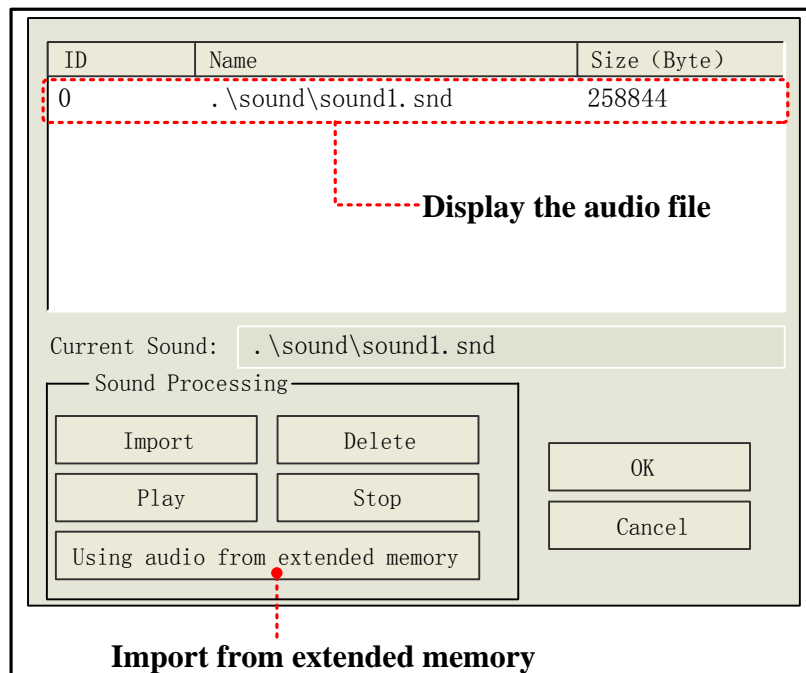 ID Name Size (Byte)
0 .\sound\sound1.snd 258844
Display the audio file
Current Sound: .\sound\sound1.snd
Sound Processing
Import Delete
OK
Play Stop
Cancel
Using audio from extended memory
Import from extended memory